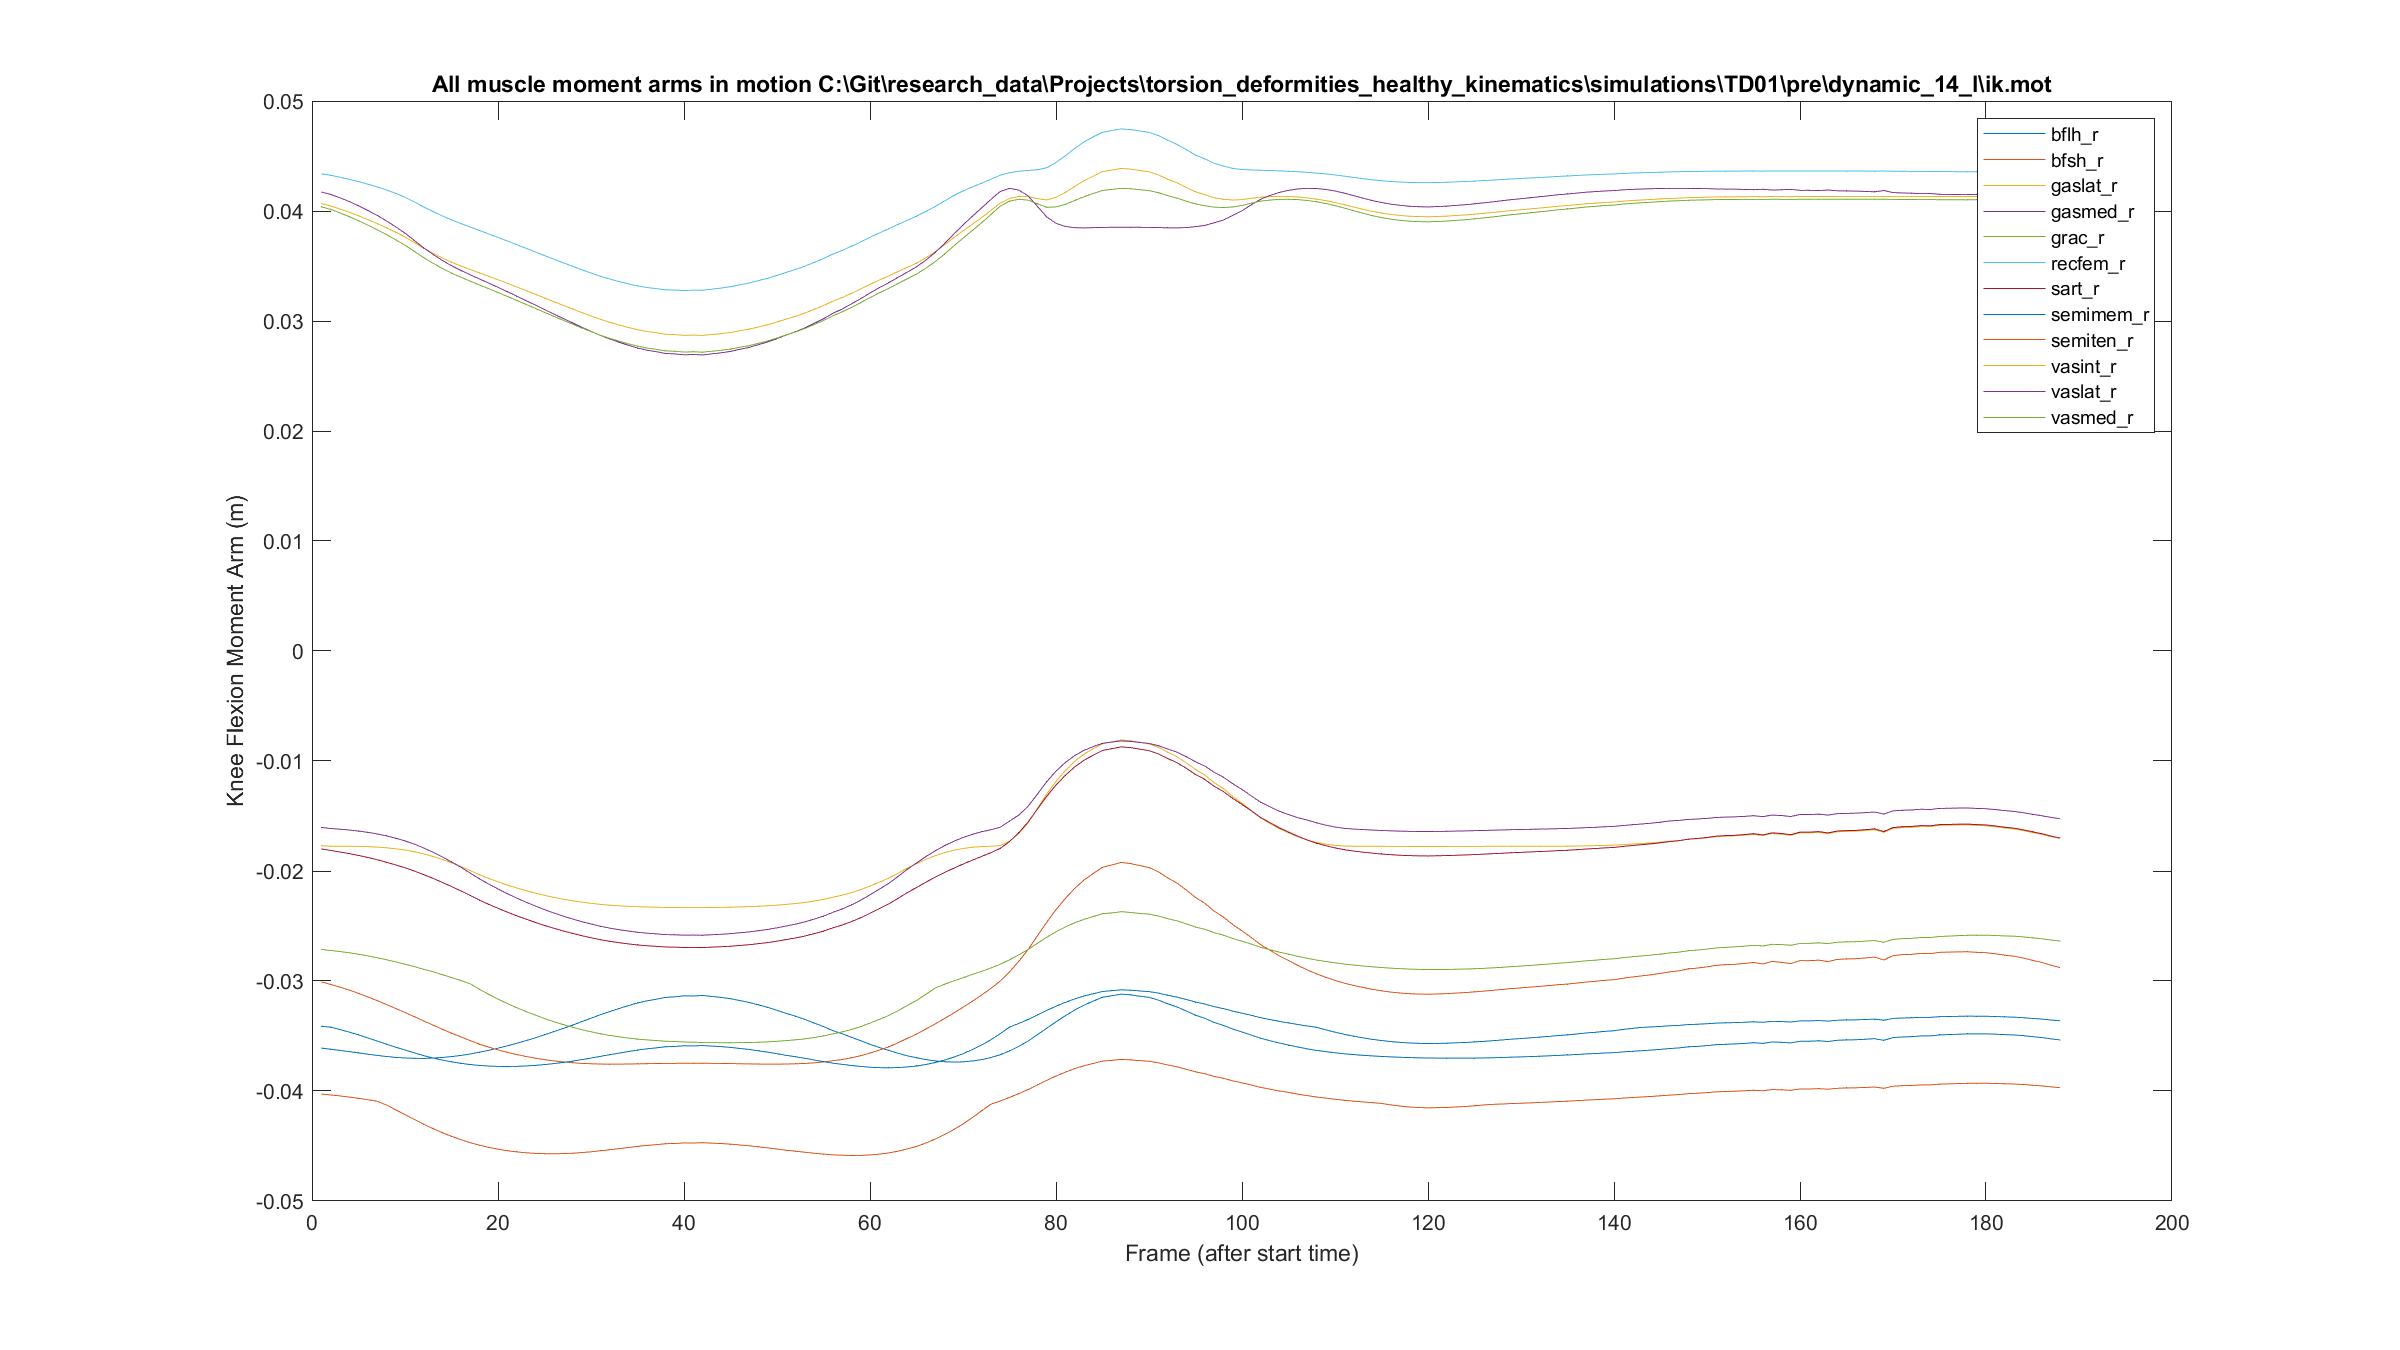 All muscle moment arms in motion C:\Git\research_data\Projects\torsion_deformities_healthy_kinematics\simulations\TD01\pre\dynamic_14_l\ik.mot
0.05
0.04
0.03
0.02
0.01
0
-0.01
-0.02
-0.03
-0.04
-0.05
Knee Flexion Moment Arm (m)
bflh_r
bfsh_r
gaslat_r
gasmed_r
grac_r
recfem_r
sart_r
semimem_r
semiten_r
vasint_r
vaslat_r
vasmed_r
0 20 40 60 80 100 120 140 160 180 200
Frame (after start time)